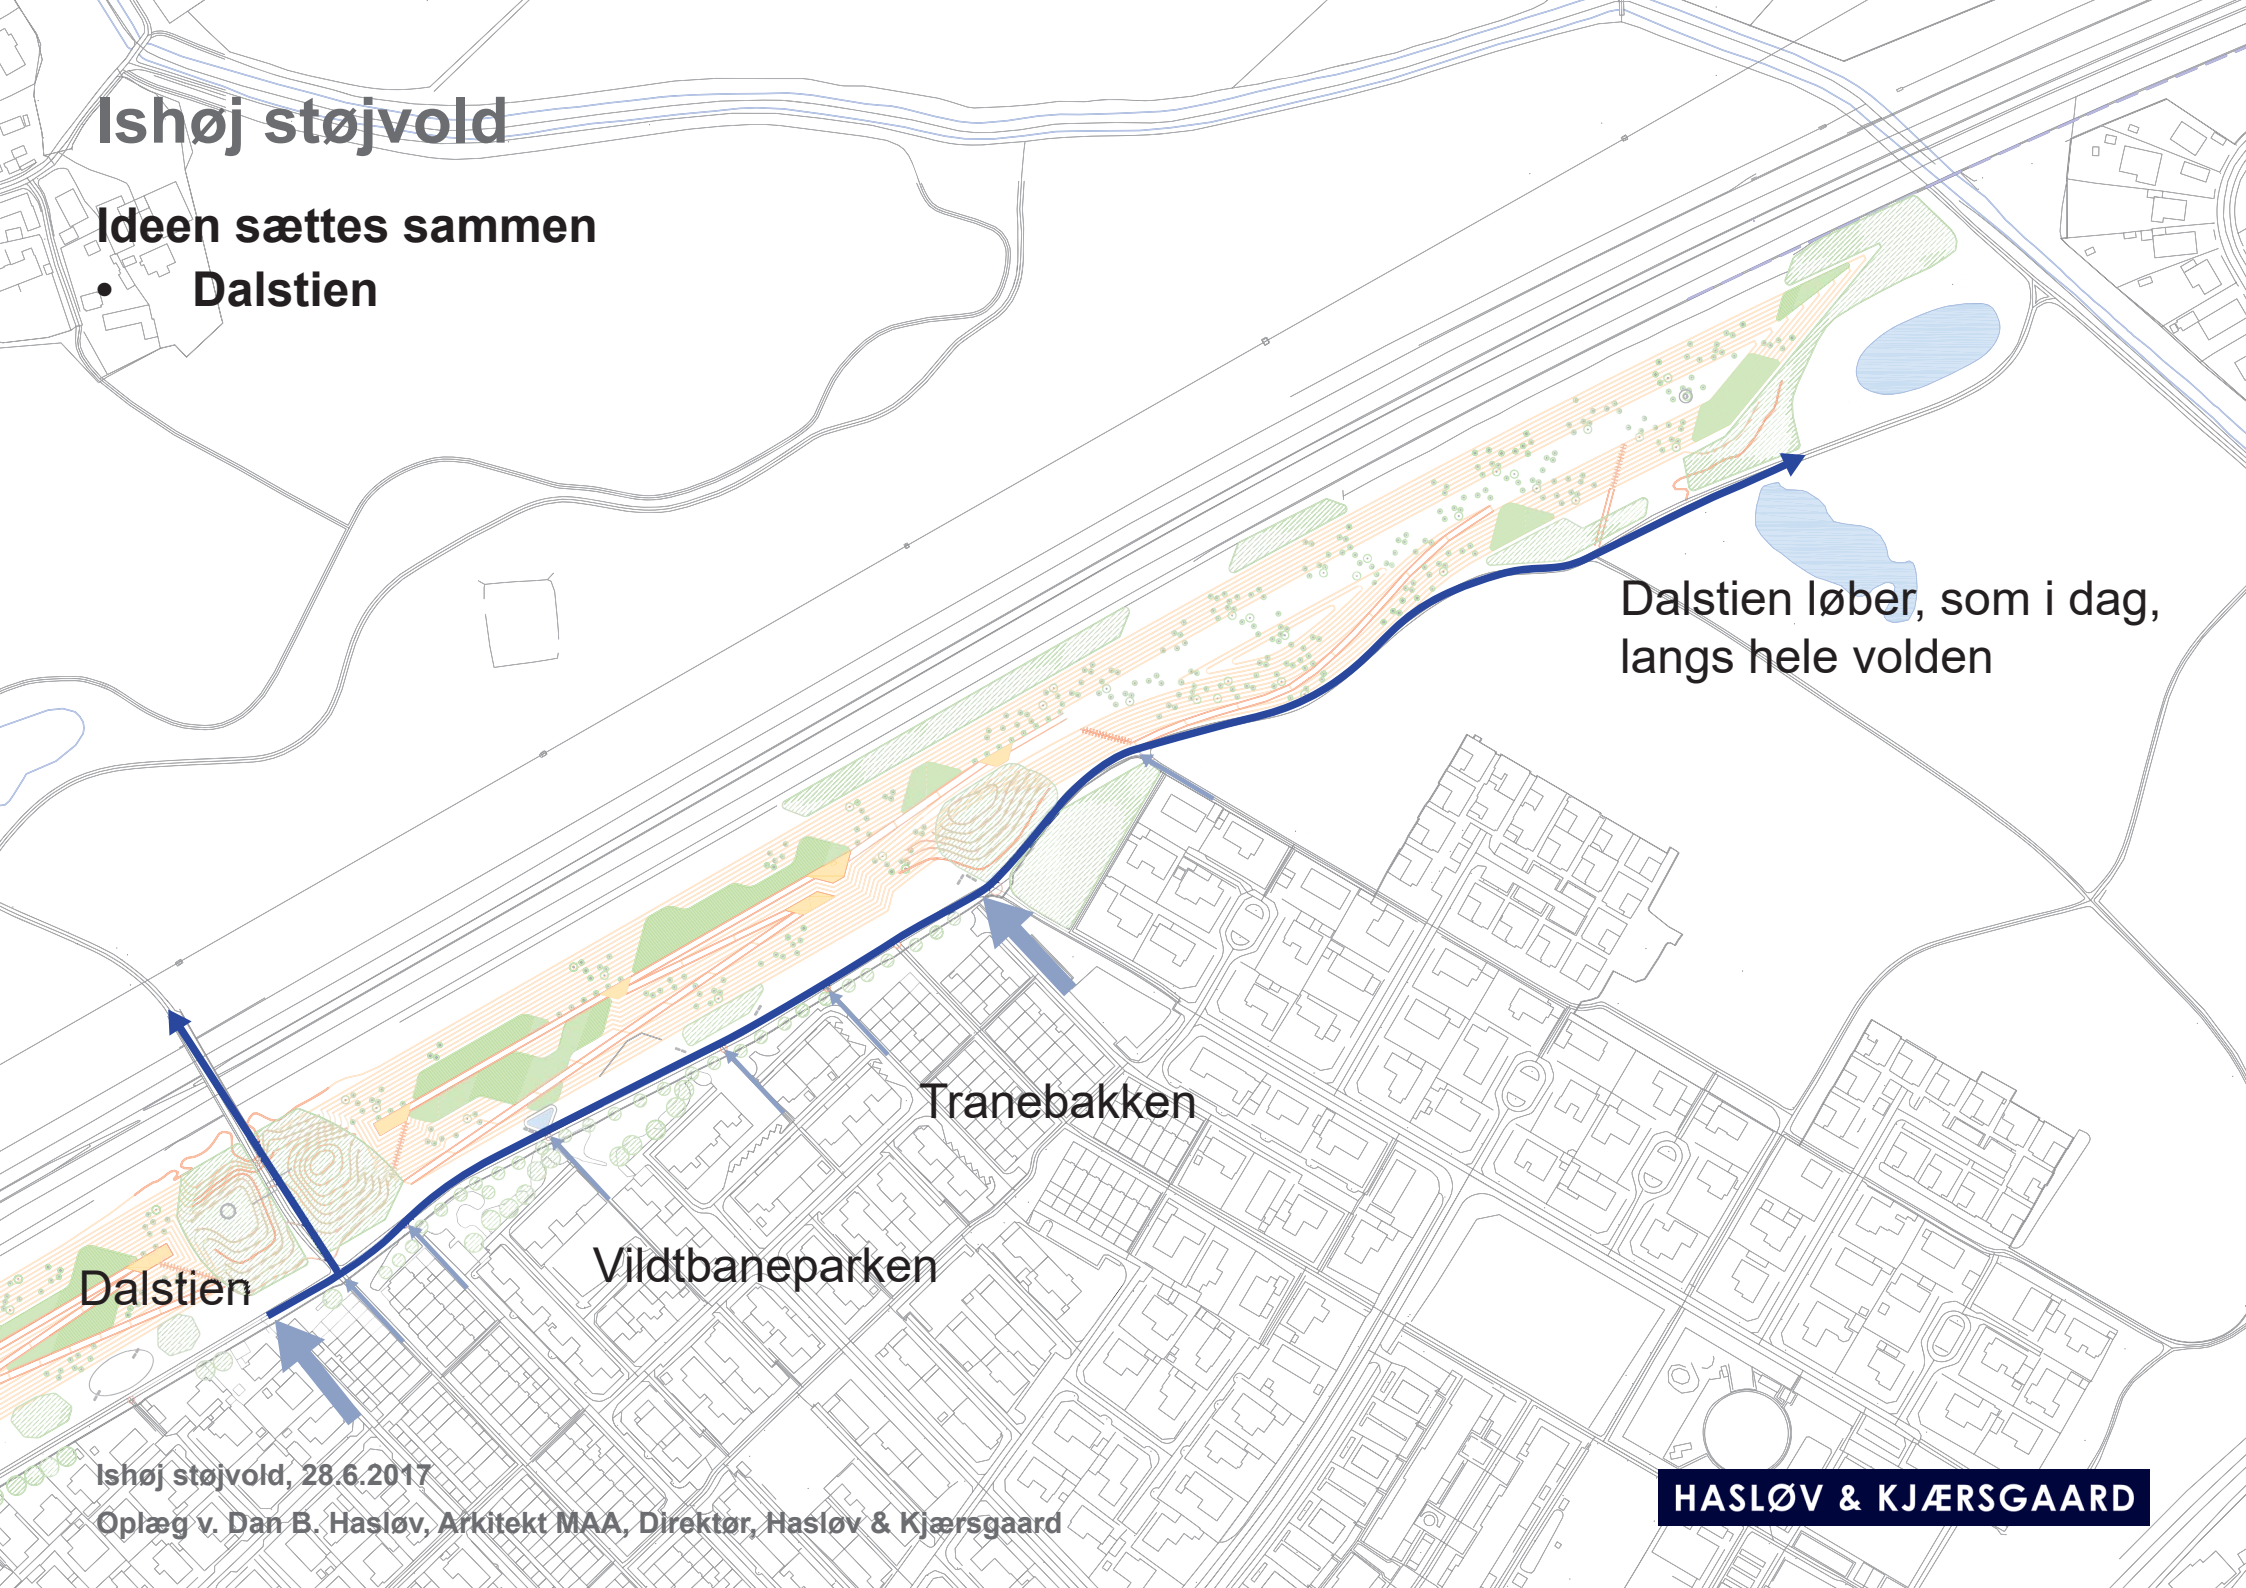 Ishøj støjvold
Ideen sættes sammen
• Dalstien
Dalstien løber, som i dag,
langs hele volden
Tranebakken
Vildtbaneparken
Dalstien
Ishøj støjvold, 28.6.2017
Oplæg v. Dan B. Hasløv, Arkitekt MAA, Direktør, Hasløv & Kjærsgaard
HASLØV & KJÆRSGAARD